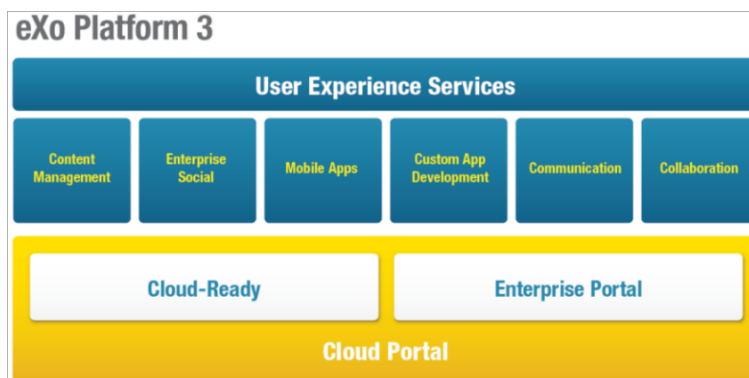 eXo Platform 3
User Experience Services
Content
Management
Enterprise
Social
Mobile Apps
Custom App
Development
Communication
Collaboration
Cloud-Ready
Enterprise Portal
Cloud Portal